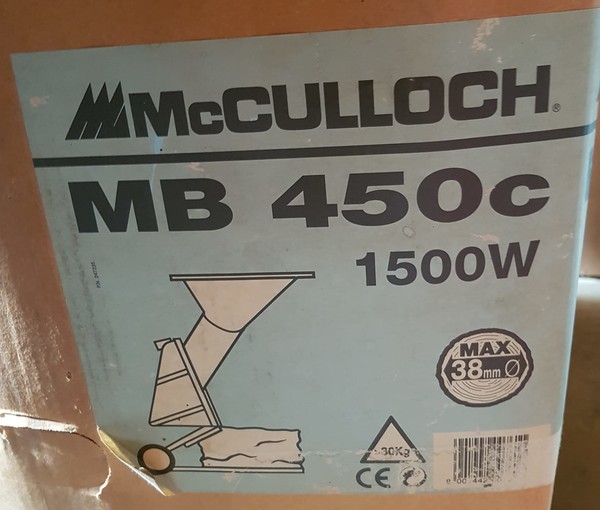 McCULLOCH®
MB 450c
1500W
MAX
38mm Ø
30Kg
CE